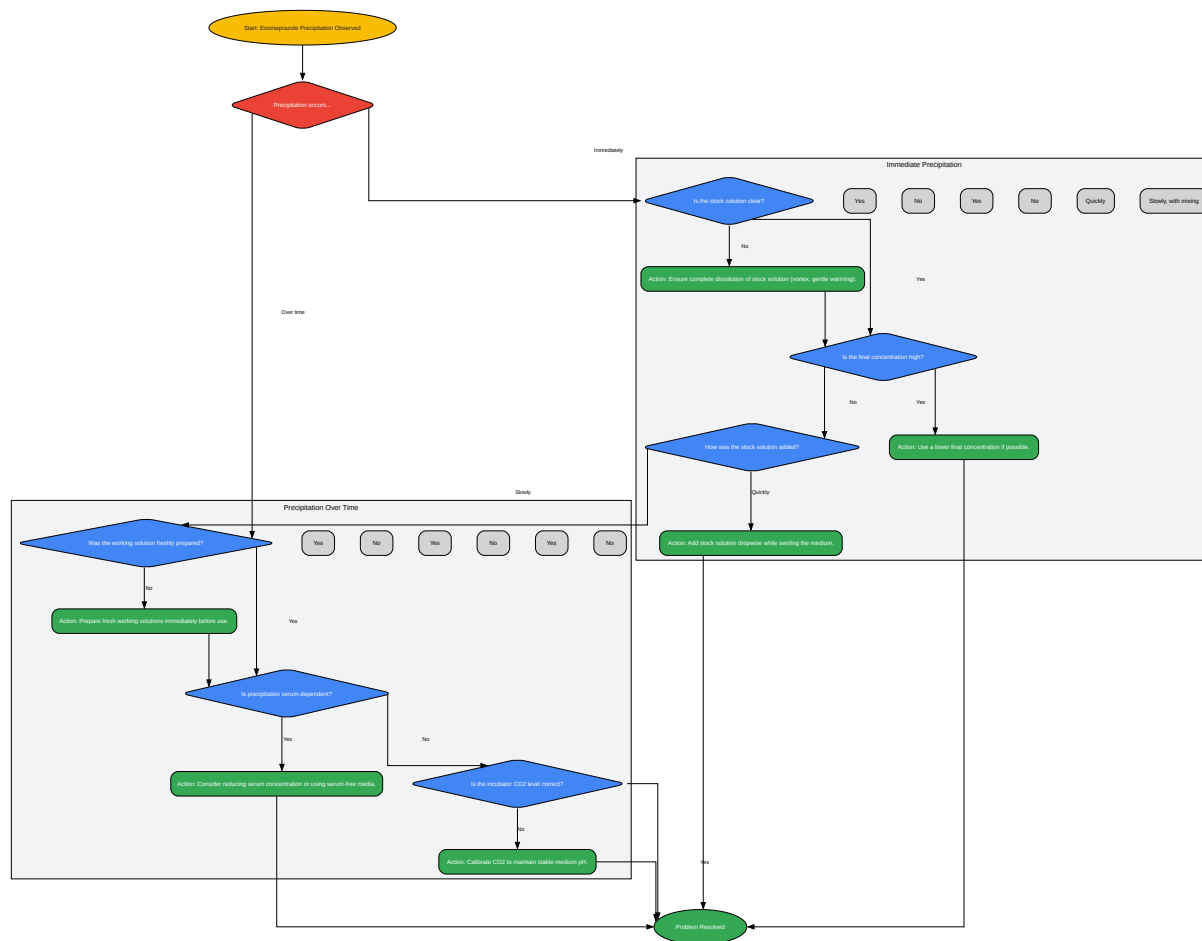 Start: Esomeprazole Precipitation Observed
Precipitation occurs...
Immediately
Immediate Precipitation
Is the stock solution clear?
Yes
No
Yes
No
Quickly
Slowly, with mixing
No
Action: Ensure complete dissolution of stock solution (vortex, gentle warming).
Yes
Over time
Is the final concentration high?
No
Yes
How was the stock solution added?
Action: Use a lower final concentration if possible.
Slowly
Quickly
Precipitation Over Time
Was the working solution freshly prepared?
Yes
No
Yes
No
Yes
No
Action: Add stock solution dropwise while swirling the medium.
No
Action: Prepare fresh working solutions immediately before use.
Yes
Is precipitation serum-dependent?
Yes
No
Action: Consider reducing serum concentration or using serum-free media.
Is the incubator CO2 level correct?
No
Action: Calibrate CO2 to maintain stable medium pH.
Yes
Problem Resolved